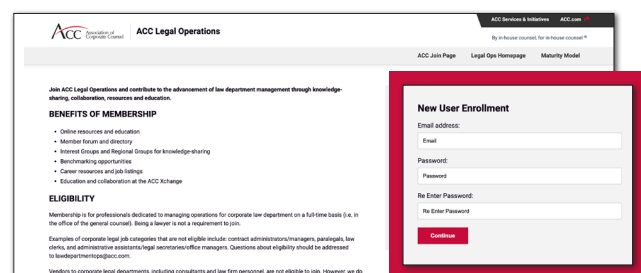 ACC Services & Initiatives ACC.com
ACC Association of
Corporate Counsel
ACC Legal Operations
By in-house counsel, for in-house counsel.®
ACC Join Page Legal Ops Homepage Maturity Model
Join ACC Legal Operations and contribute to the advancement of law department management through knowledge-
sharing, collaboration, resources and education.
BENEFITS OF MEMBERSHIP
• Online resources and education
• Member forum and directory
• Interest Groups and Regional Groups for knowledge-sharing
• Benchmarking opportunities
• Career resources and job listings
• Education and collaboration at the ACC Xchange
ELIGIBILITY
Membership is for professionals dedicated to managing operations for corporate law department on a full-time basis (i.e. in
the office of the general counsel). Being a lawyer is not a requirement to join.
Examples of corporate legal job categories that are not eligible include: contract administrators/managers, paralegals, law
clerks, and administrative assistants/legal secretaries/office managers. Questions about eligibility should be addressed
to lawdepartmentops@acc.com.
Vendors to corporate legal departments, including consultants and law firm personnel, are not eligible to join. However, we do
New User Enrollment
Email address:
Email
Password:
Password
Re Enter Password:
Re Enter Password
Continue